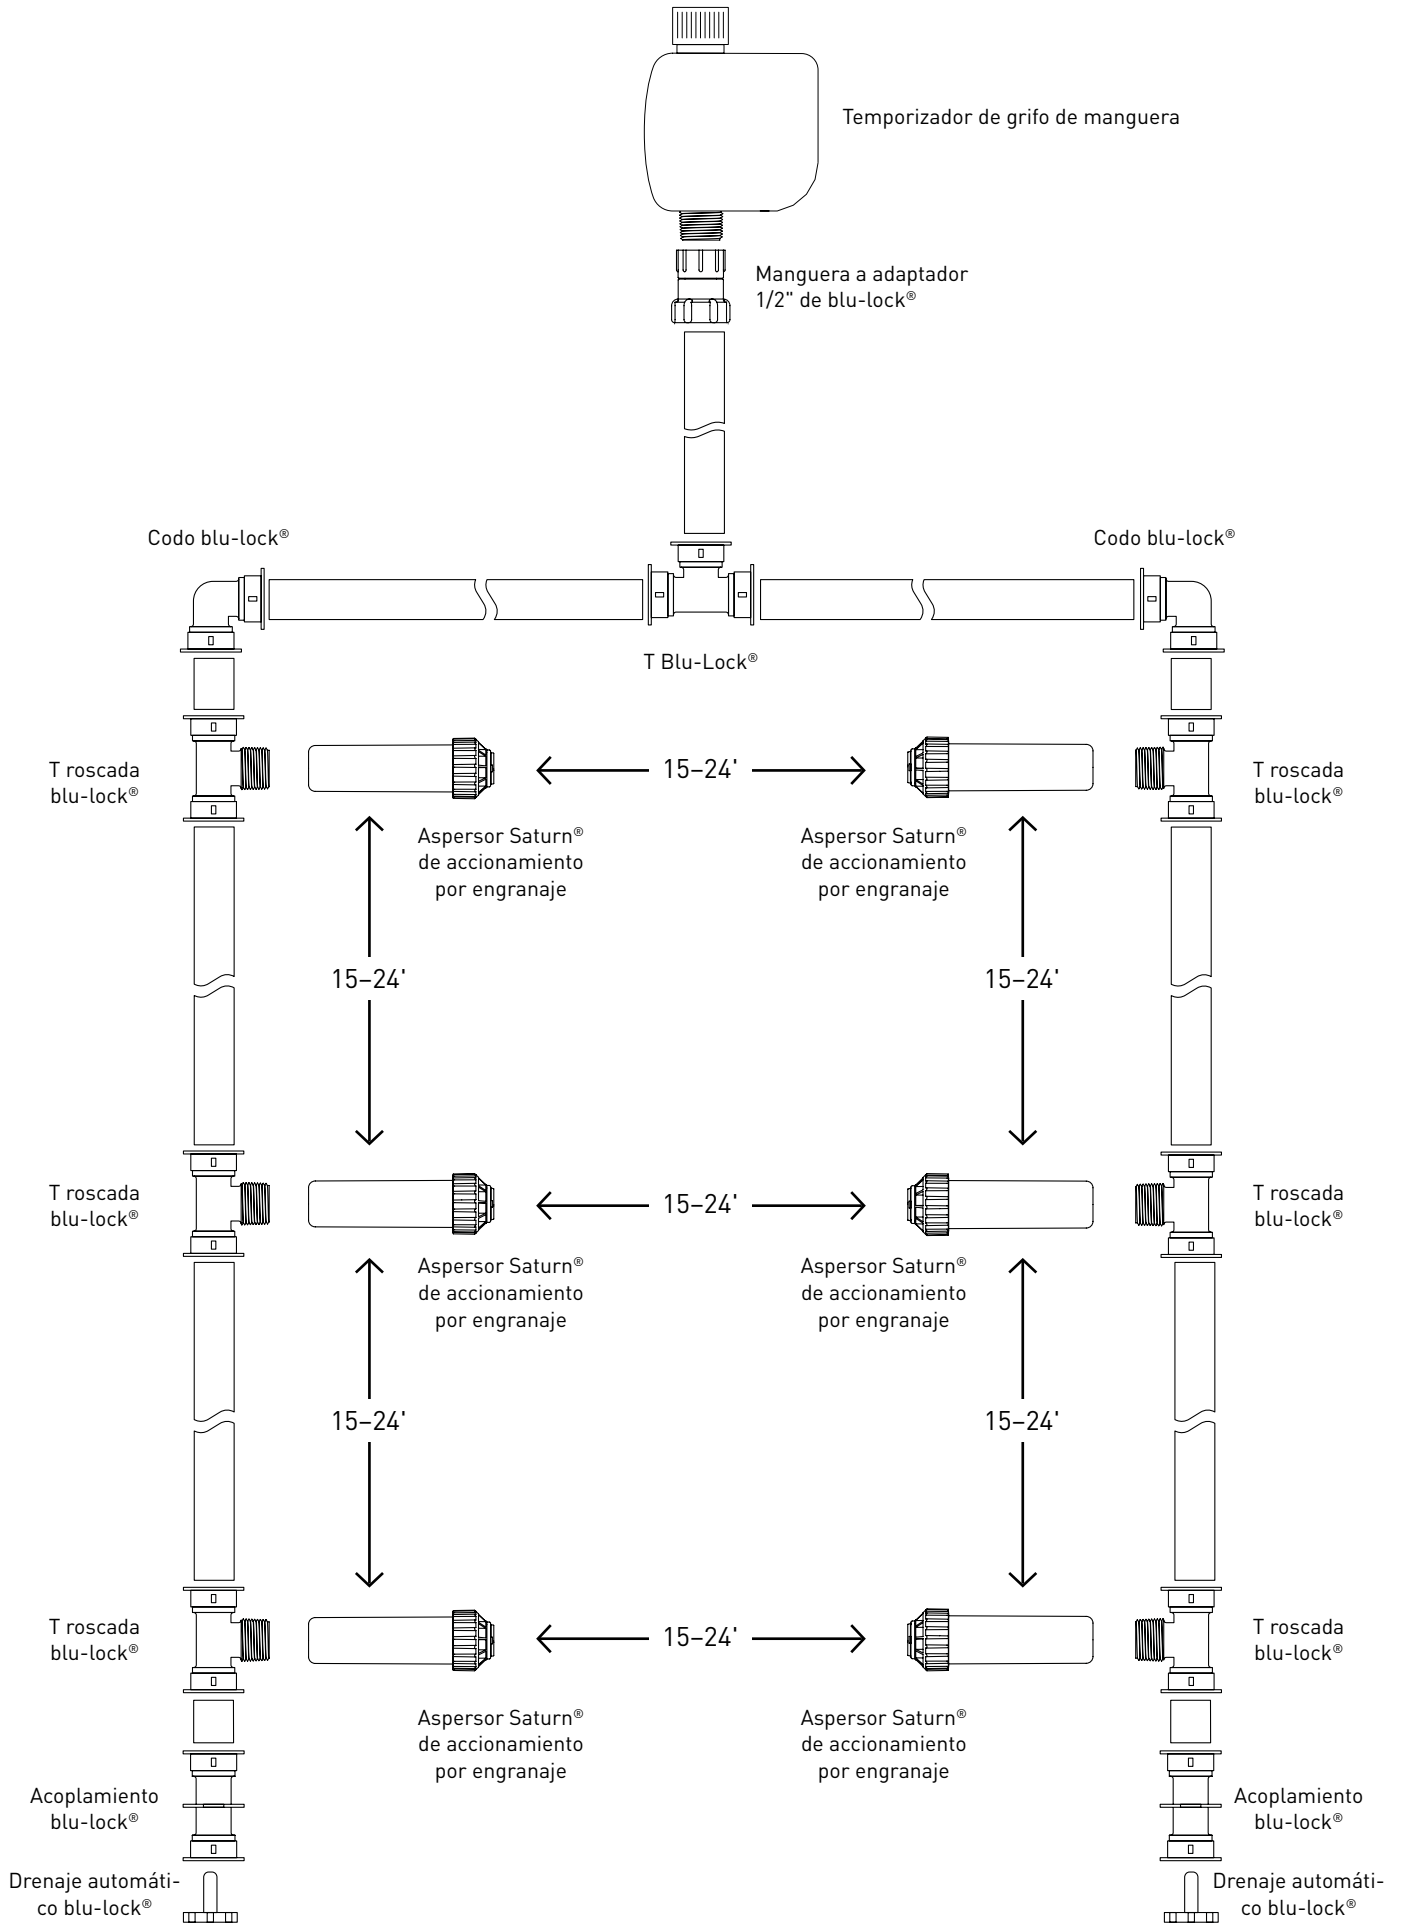 Temporizador de grifo de manguera
Manguera a adaptador
1/2" de blu-lock®
Codo blu-lock®
Codo blu-lock®
T Blu-Lock®
T roscada
blu-lock®
15–24'
T roscada
blu-lock®
Aspersor Saturn®
de accionamiento
por engranaje
Aspersor Saturn®
de accionamiento
por engranaje
15–24'
15–24'
T roscada
blu-lock®
15–24'
T roscada
blu-lock®
Aspersor Saturn®
de accionamiento
por engranaje
Aspersor Saturn®
de accionamiento
por engranaje
15–24'
15–24'
T roscada
blu-lock®
15–24'
T roscada
blu-lock®
Aspersor Saturn®
de accionamiento
por engranaje
Aspersor Saturn®
de accionamiento
por engranaje
Acoplamiento
blu-lock®
Acoplamiento
blu-lock®
Drenaje automáti-
co blu-lock®
Drenaje automáti-
co blu-lock®